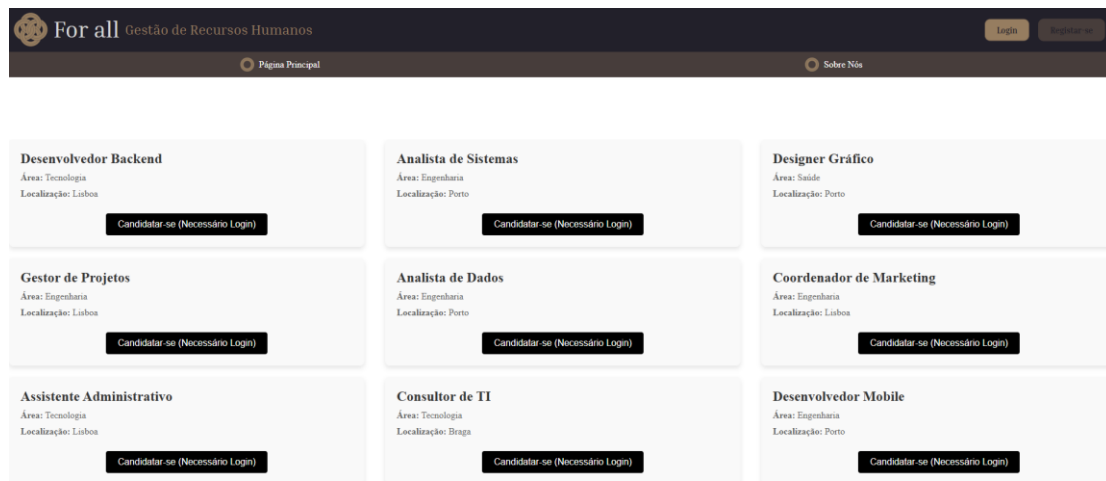 For all Gestão de Recursos Humanos
Login
Registar-se
Página Principal
Sobre Nós
Desenvolvedor Backend
Área: Tecnologia
Localização: Lisboa
Candidatar-se (Necessário Login)
Analista de Sistemas
Área: Engenharia
Localização: Porto
Candidatar-se (Necessário Login)
Designer Gráfico
Área: Saúde
Localização: Porto
Candidatar-se (Necessário Login)
Gestor de Projetos
Área: Engenharia
Localização: Lisboa
Candidatar-se (Necessário Login)
Analista de Dados
Área: Engenharia
Localização: Porto
Candidatar-se (Necessário Login)
Coordenador de Marketing
Área: Engenharia
Localização: Lisboa
Candidatar-se (Necessário Login)
Assistente Administrativo
Área: Tecnologia
Localização: Lisboa
Candidatar-se (Necessário Login)
Consultor de TI
Área: Tecnologia
Localização: Braga
Candidatar-se (Necessário Login)
Desenvolvedor Mobile
Área: Engenharia
Localização: Porto
Candidatar-se (Necessário Login)